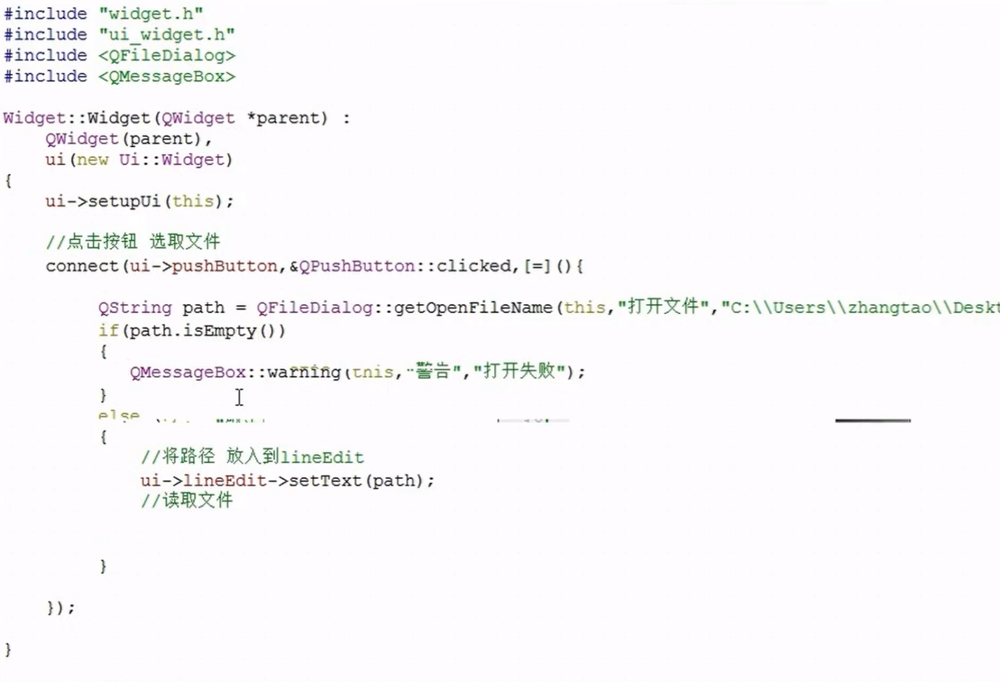 #include "widget.h"
#include "ui_widget.h"
#include <QFileDialog>
#include <QMessageBox>
Widget::Widget(QWidget *parent) :
QWidget(parent),
ui(new Ui::Widget)
{
ui->setupUi(this);
//点击按钮 选取文件
connect(ui->pushButton,&QPushButton::clicked,[=](){
QString path = QFileDialog::getOpenFileName(this,"打开文件","C:\\Users\\zhangtao\\Deskt
if(path.isEmpty())
{
QMessageBox::warning(this,"警告","打开失败");
}
else
{
//将路径 放入到lineEdit
ui->lineEdit->setText(path);
//读取文件
}
});
}